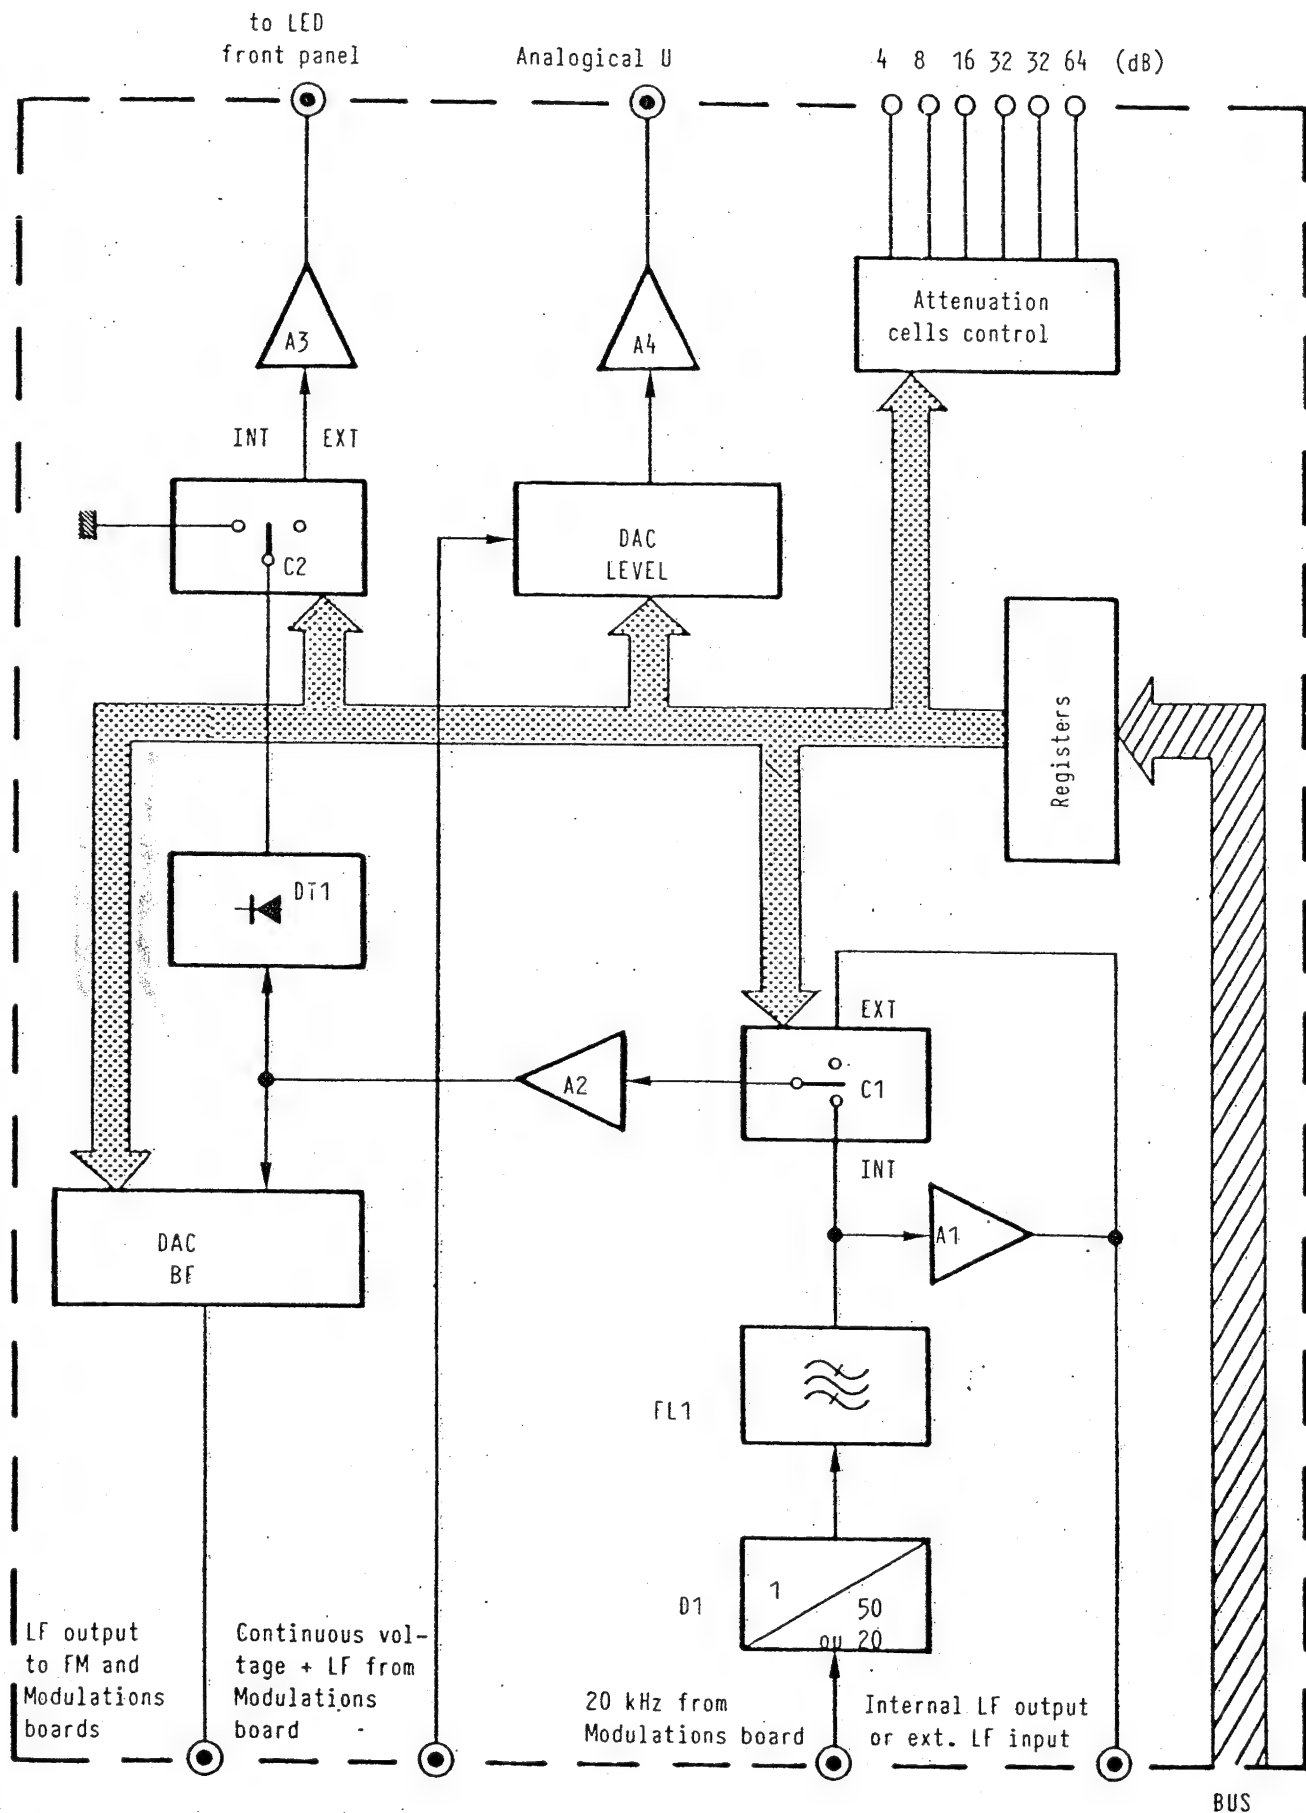 to LED
front panel
Analogical U
4 8 16 32 32 64 (dB)
A3
A4
Attenuation
cells control
INT EXT
C2
DAC
LEVEL
Registers
DT1
EXT
A2
C1
INT
A1
DAC
BF
FL1
D1
1
50
ou 20
LF output
to FM and
Modulations
boards
Continuous vol-
tage + LF from
Modulations
board
20 kHz from
Modulations board
Internal LF output
or ext. LF input
BUS